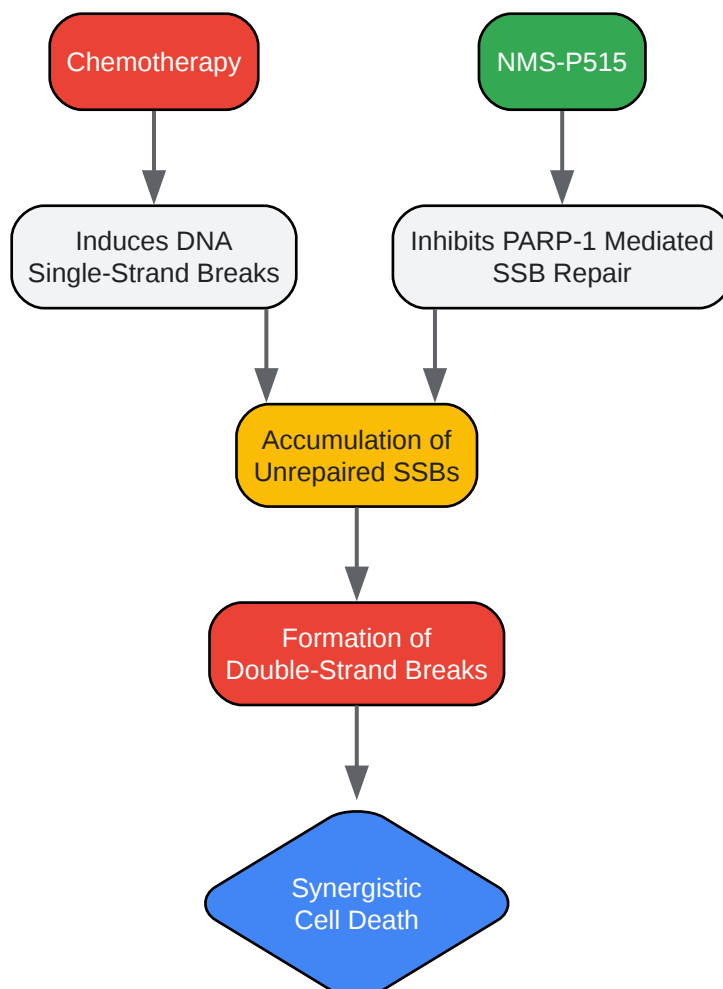 Chemotherapy
NMS-P515
Induces DNA
Single-Strand Breaks
Inhibits PARP-1 Mediated
SSB Repair
Accumulation of
Unrepaired SSBs
Formation of
Double-Strand Breaks
Synergistic
Cell Death